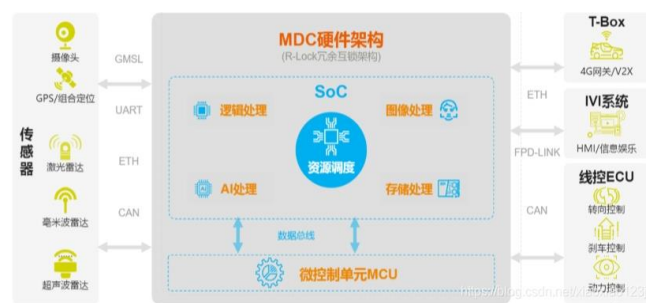 传感器
摄像头
GPS/组合定位
激光雷达
毫米波雷达
超声波雷达
GMSL
UART
ETH
CAN
MDC硬件架构
(R-Lock冗余互锁架构)
SoC
逻辑处理
图像处理
资源调度
AI处理
存储处理
数据总线
微控制单元MCU
ETH
FPD-LINK
CAN
T-Box
4G网关/V2X
IVI系统
HMI/信息娱乐
线控ECU
转向控制
刹车控制
动力控制